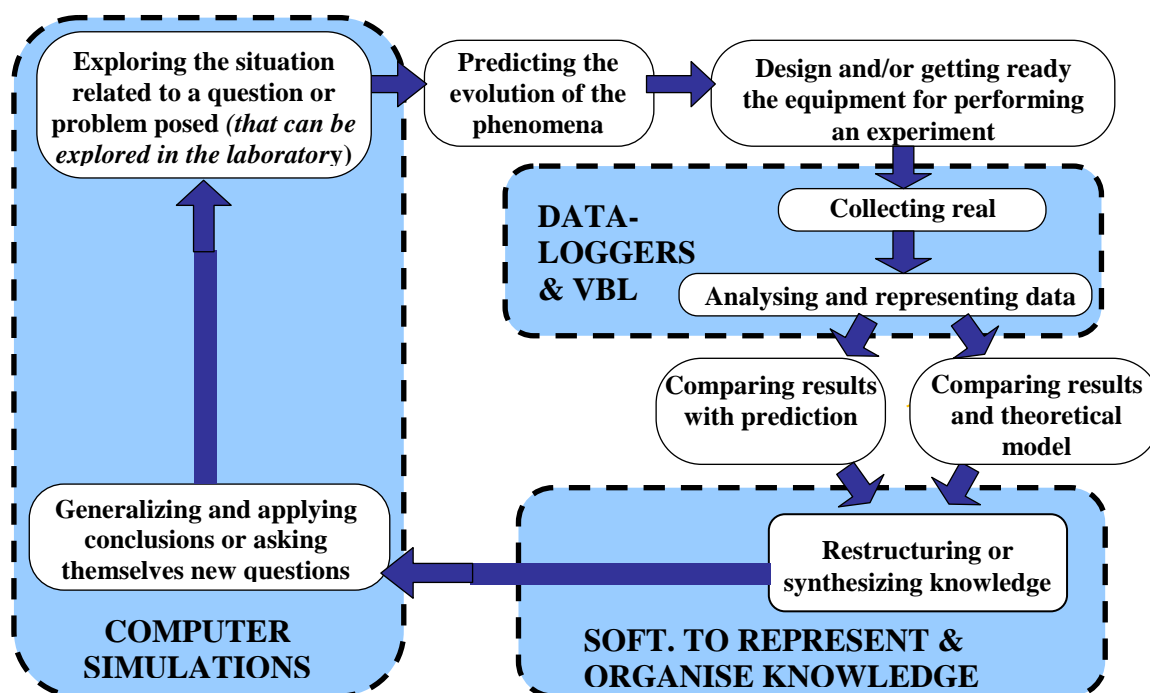 Exploring the situation
related to a question or
problem posed (that can be
explored in the laboratory)
Predicting the
evolution of the
phenomena
Design and/or getting ready
the equipment for performing
an experiment
DATA-
LOGGERS
& VBL
Collecting real
Analysing and representing data
Comparing results
with prediction
Comparing results
and theoretical
model
Restructuring or
synthesizing knowledge
SOFT. TO REPRESENT &
ORGANISE KNOWLEDGE
Generalizing and applying
conclusions or asking
themselves new questions
COMPUTER
SIMULATIONS